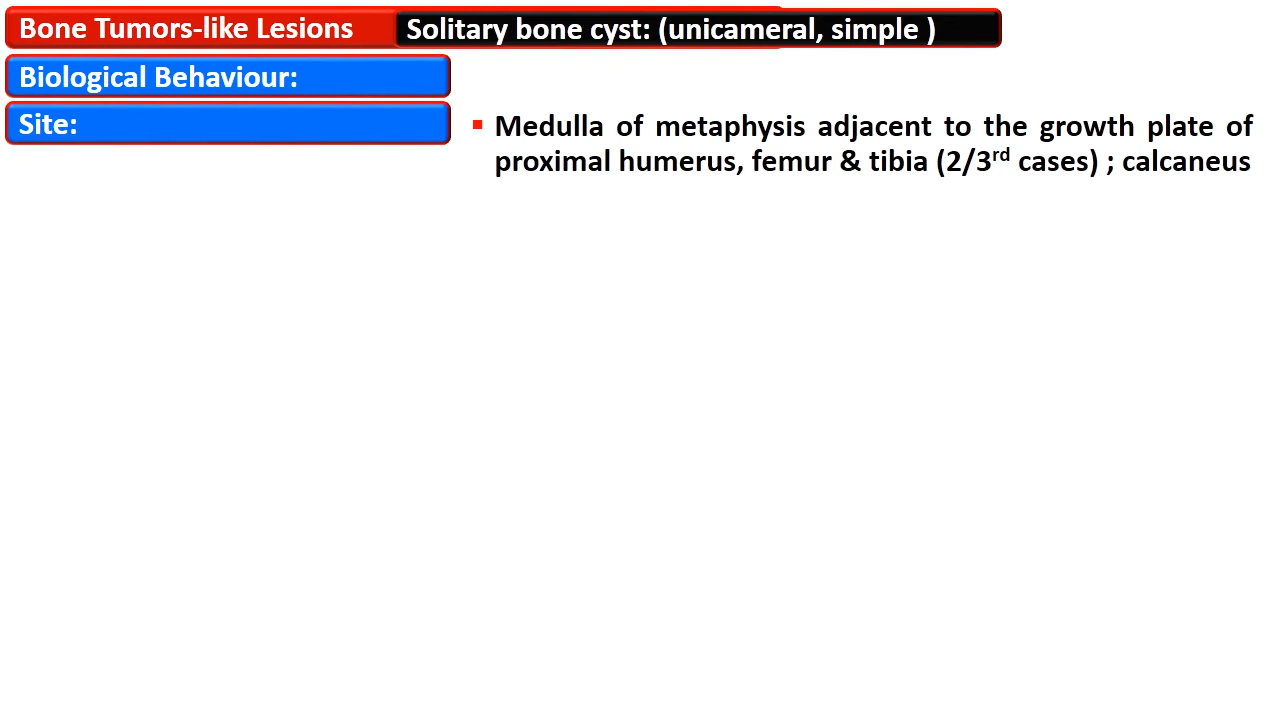 Bone Tumors-like Lesions
Solitary bone cyst: (unicameral, simple )
Biological Behaviour:
Site:
▪ Medulla of metaphysis adjacent to the growth plate of
proximal humerus, femur & tibia (2/3rd cases) ; calcaneus